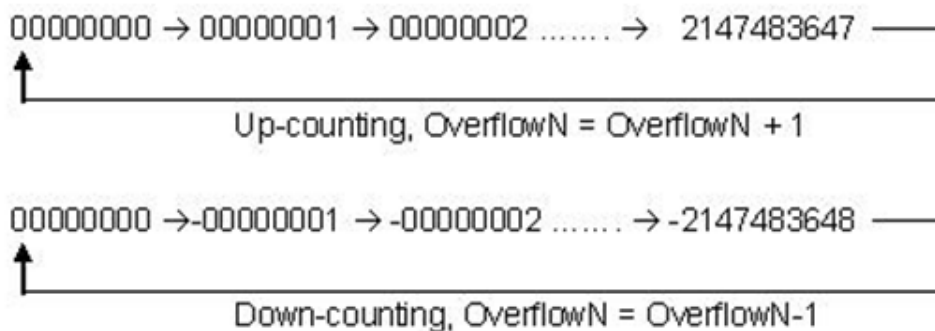 00000000 → 00000001 → 00000002 ....... → 2147483647
Up-counting, OverflowN = OverflowN + 1
00000000 →-00000001 → -00000002 ....... → -2147483648
Down-counting, OverflowN = OverflowN-1